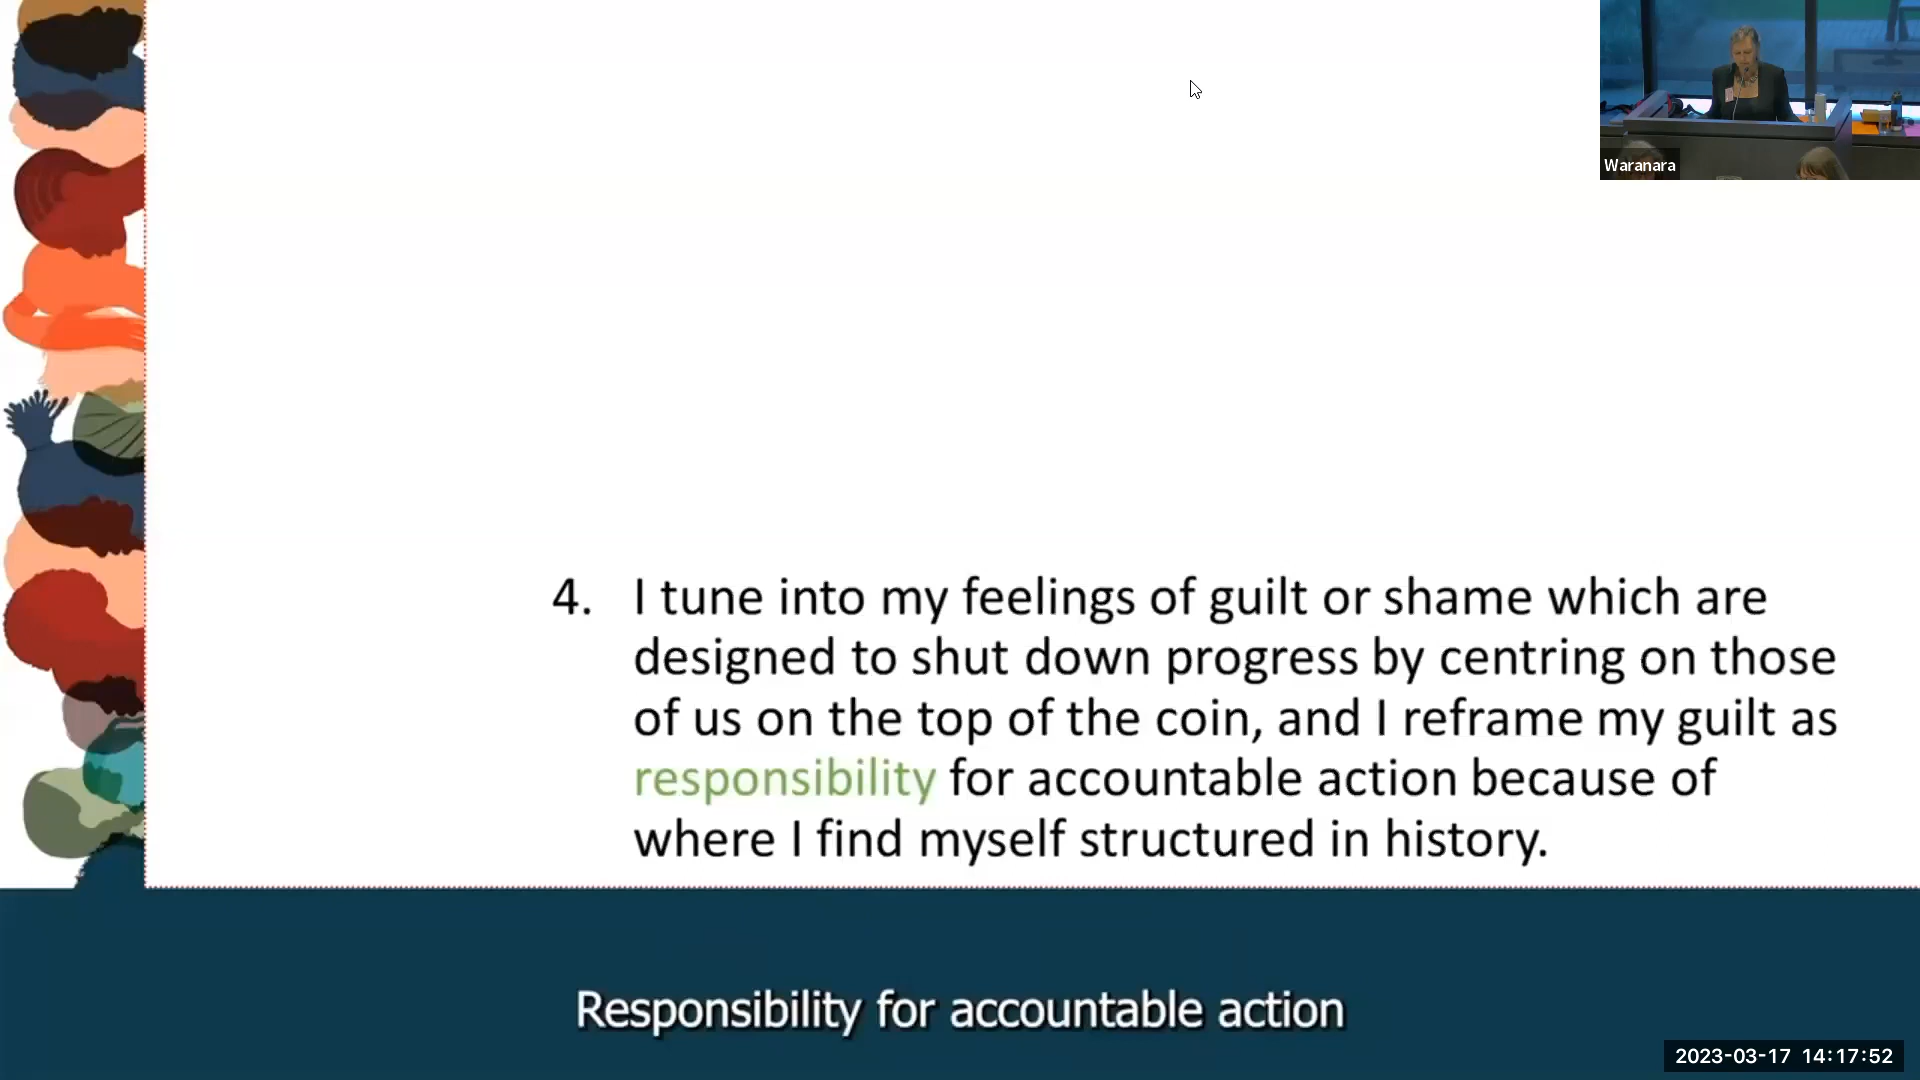 Waranara
4. I tune into my feelings of guilt or shame which are
designed to shut down progress by centring on those
of us on the top of the coin, and I reframe my guilt as
responsibility for accountable action because of
where I find myself structured in history.
Responsibility for accountable action
2023-03-17 14:17:52